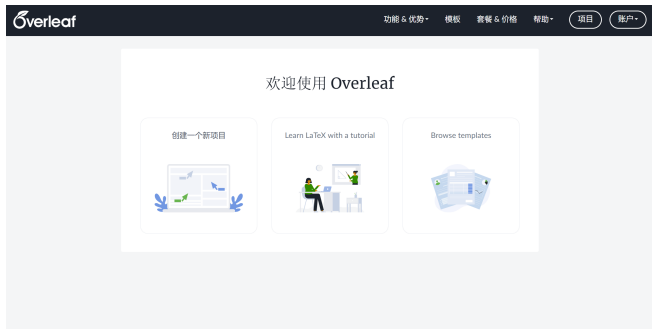 Overleaf
功能 & 优势
模板
套餐 & 价格
帮助
项目
账户
欢迎使用 Overleaf
创建一个新项目
Learn LaTeX with a tutorial
Browse templates